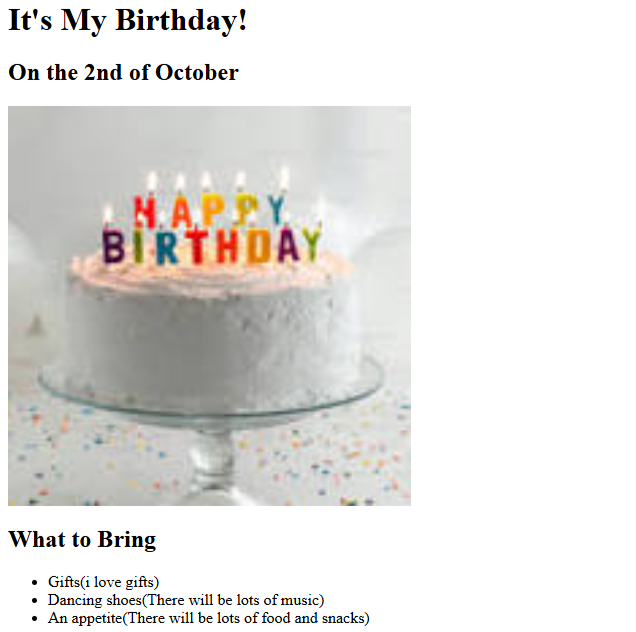 It's My Birthday!
On the 2nd of October
HAPPY
BIRTHDAY
What to Bring
Gifts(i love gifts)
Dancing shoes(There will be lots of music)
An appetite(There will be lots of food and snacks)